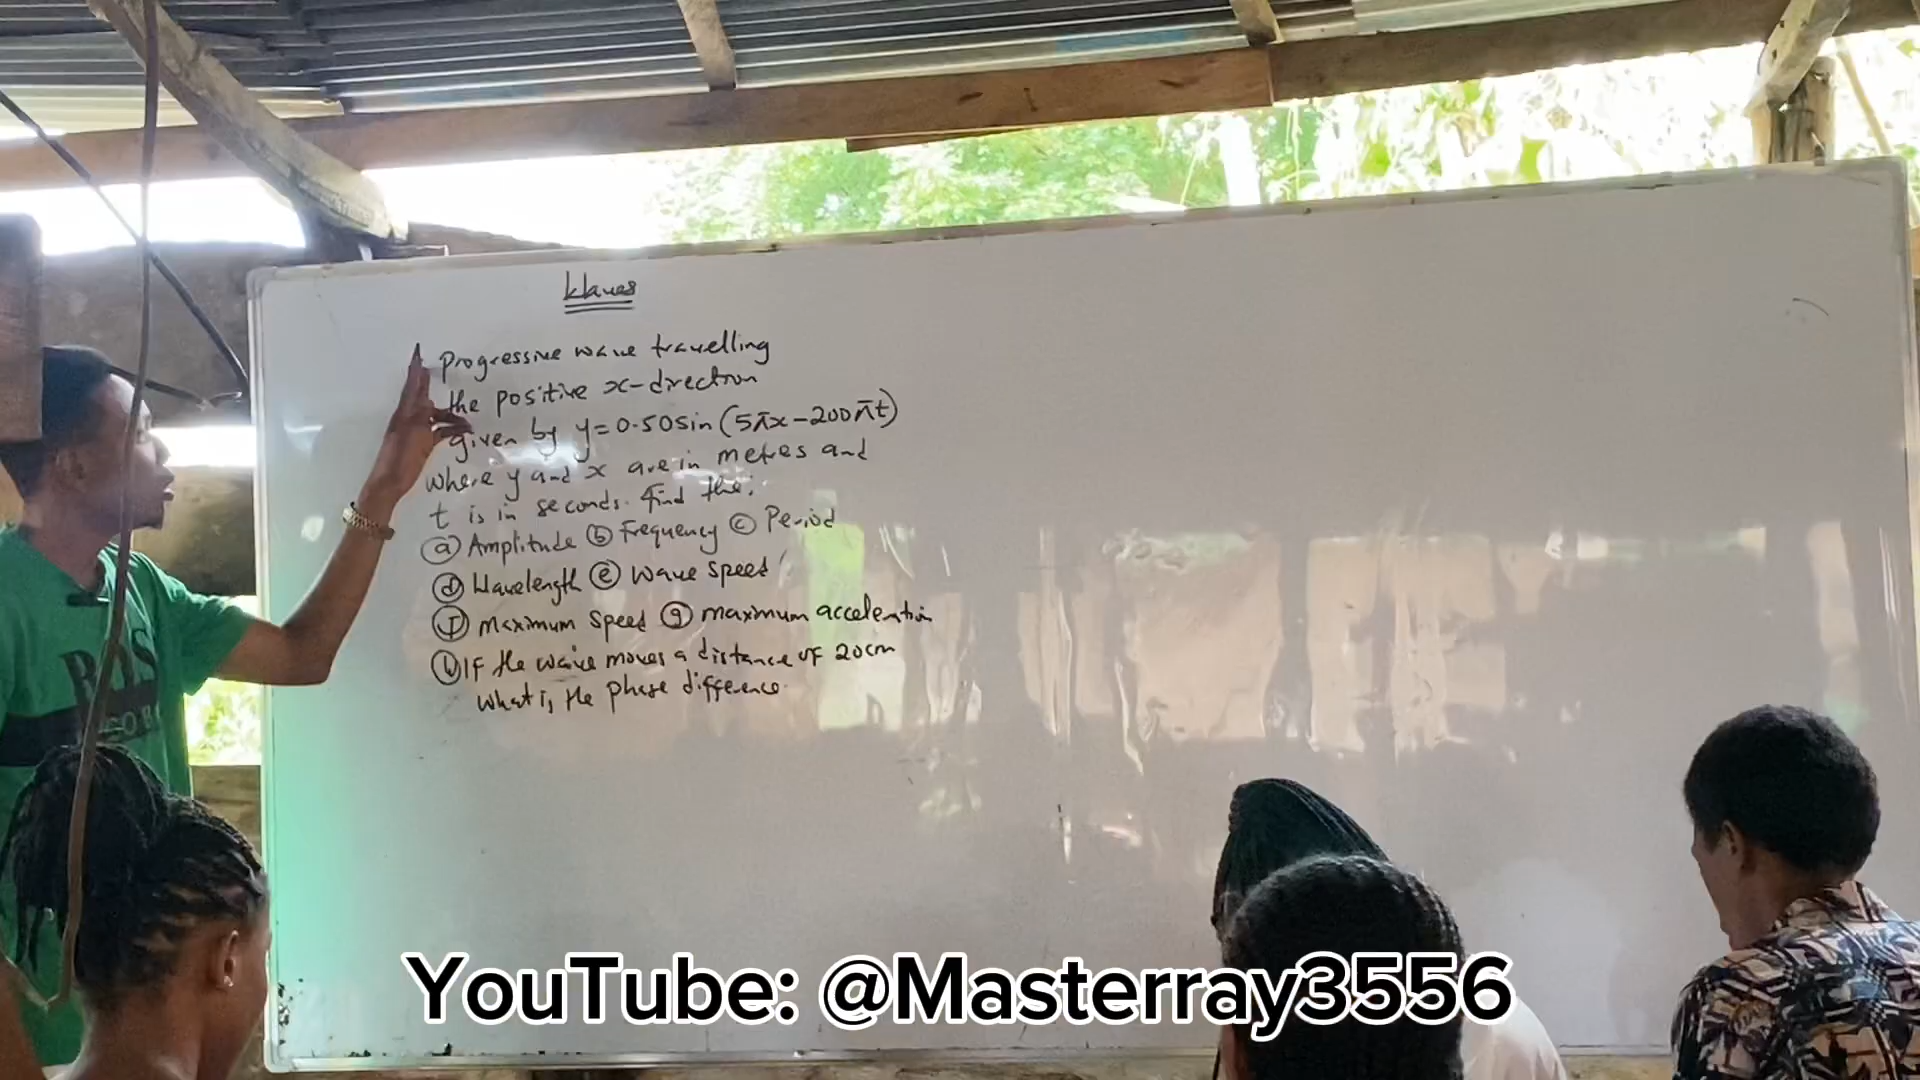 Waves
Progressive wave travelling
the positive x-direction
given by y=0.50sin(5πx-200πt)
where y and x are in metres and
t is in seconds. Find the:
(a) Amplitude (b) Frequency (c) Period
(d) Wavelength (e) Wave Speed
(f) maximum speed (g) maximum acceleration
(h) If the wave moves a distance of 20cm
what is the phase difference.
YouTube: @Masterray3556